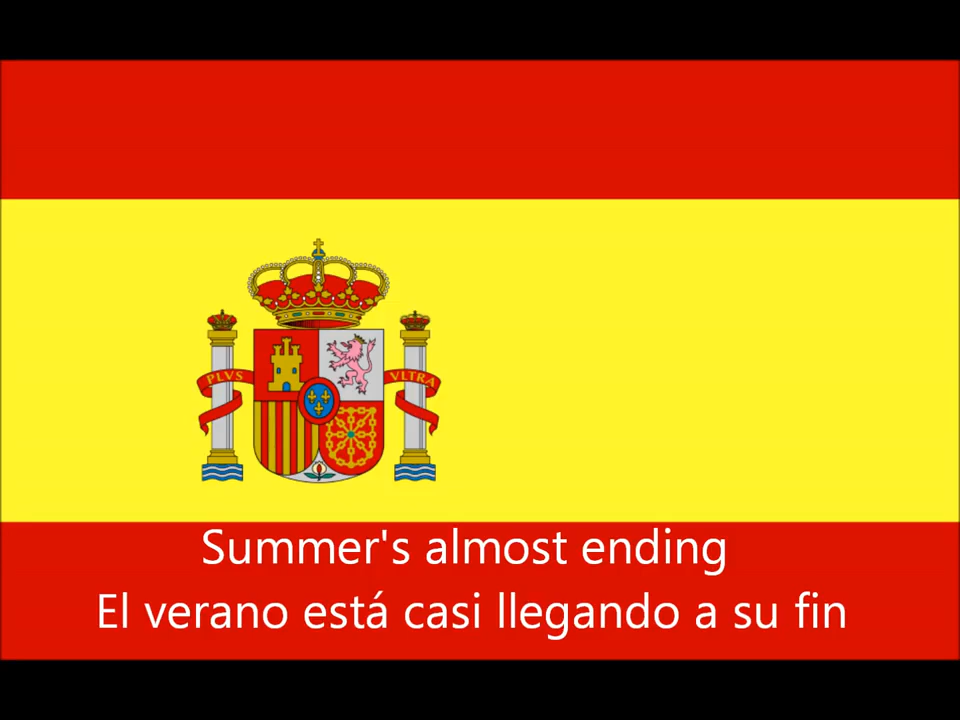 PLVS VLTRA
Summer's almost ending
El verano está casi llegando a su fin